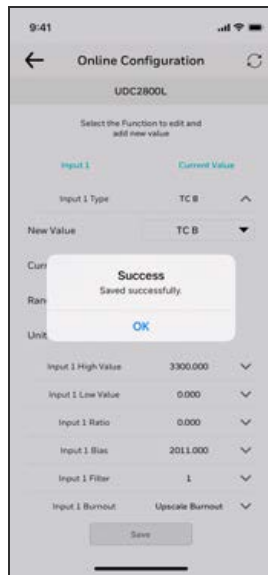 9:41
Online Configuration
UDC2800L
Select the Function to edit and
add new value
Input 1 Current Value
Input 1 Type TC B
New Value TC B
Curr
Success
Saved successfully.
Ran
OK
Unit
Input 1 High Value 3300.000
Input 1 Low Value 0.000
Input 1 Ratio 0.000
Input 1 Bias 2011.000
Input 1 Filter 1
Input 1 Burnout Upscale Burnout
Save